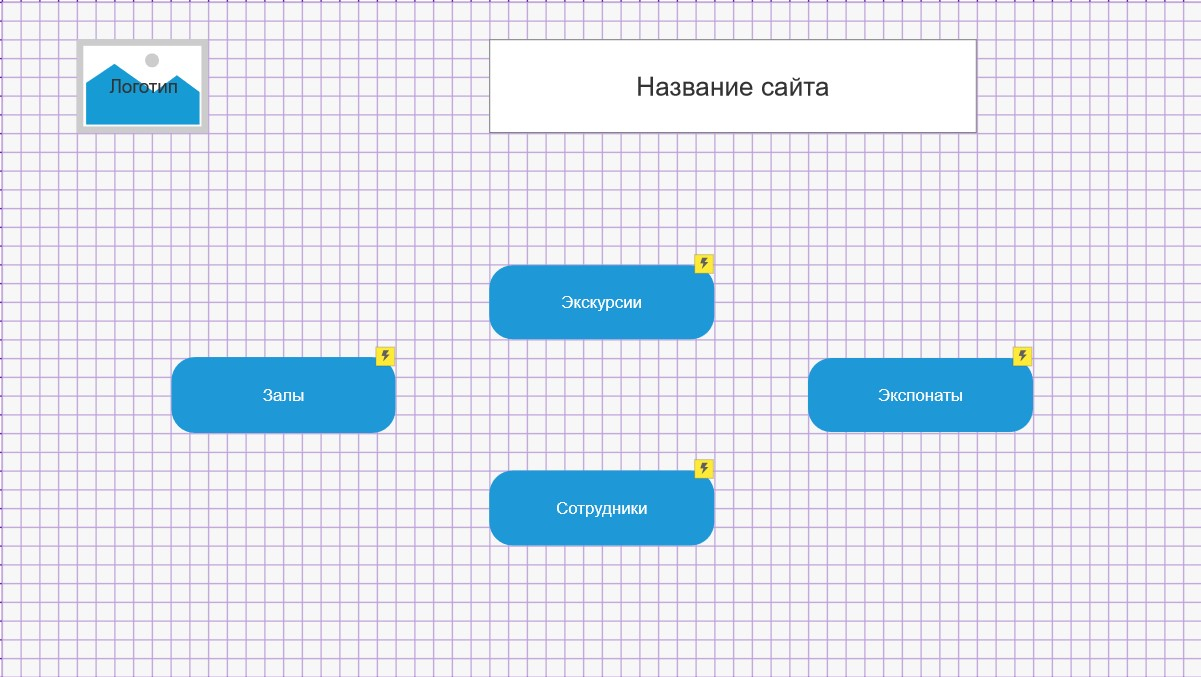 Логотип
Название сайта
Экскурсии
Залы
Экспонаты
Сотрудники